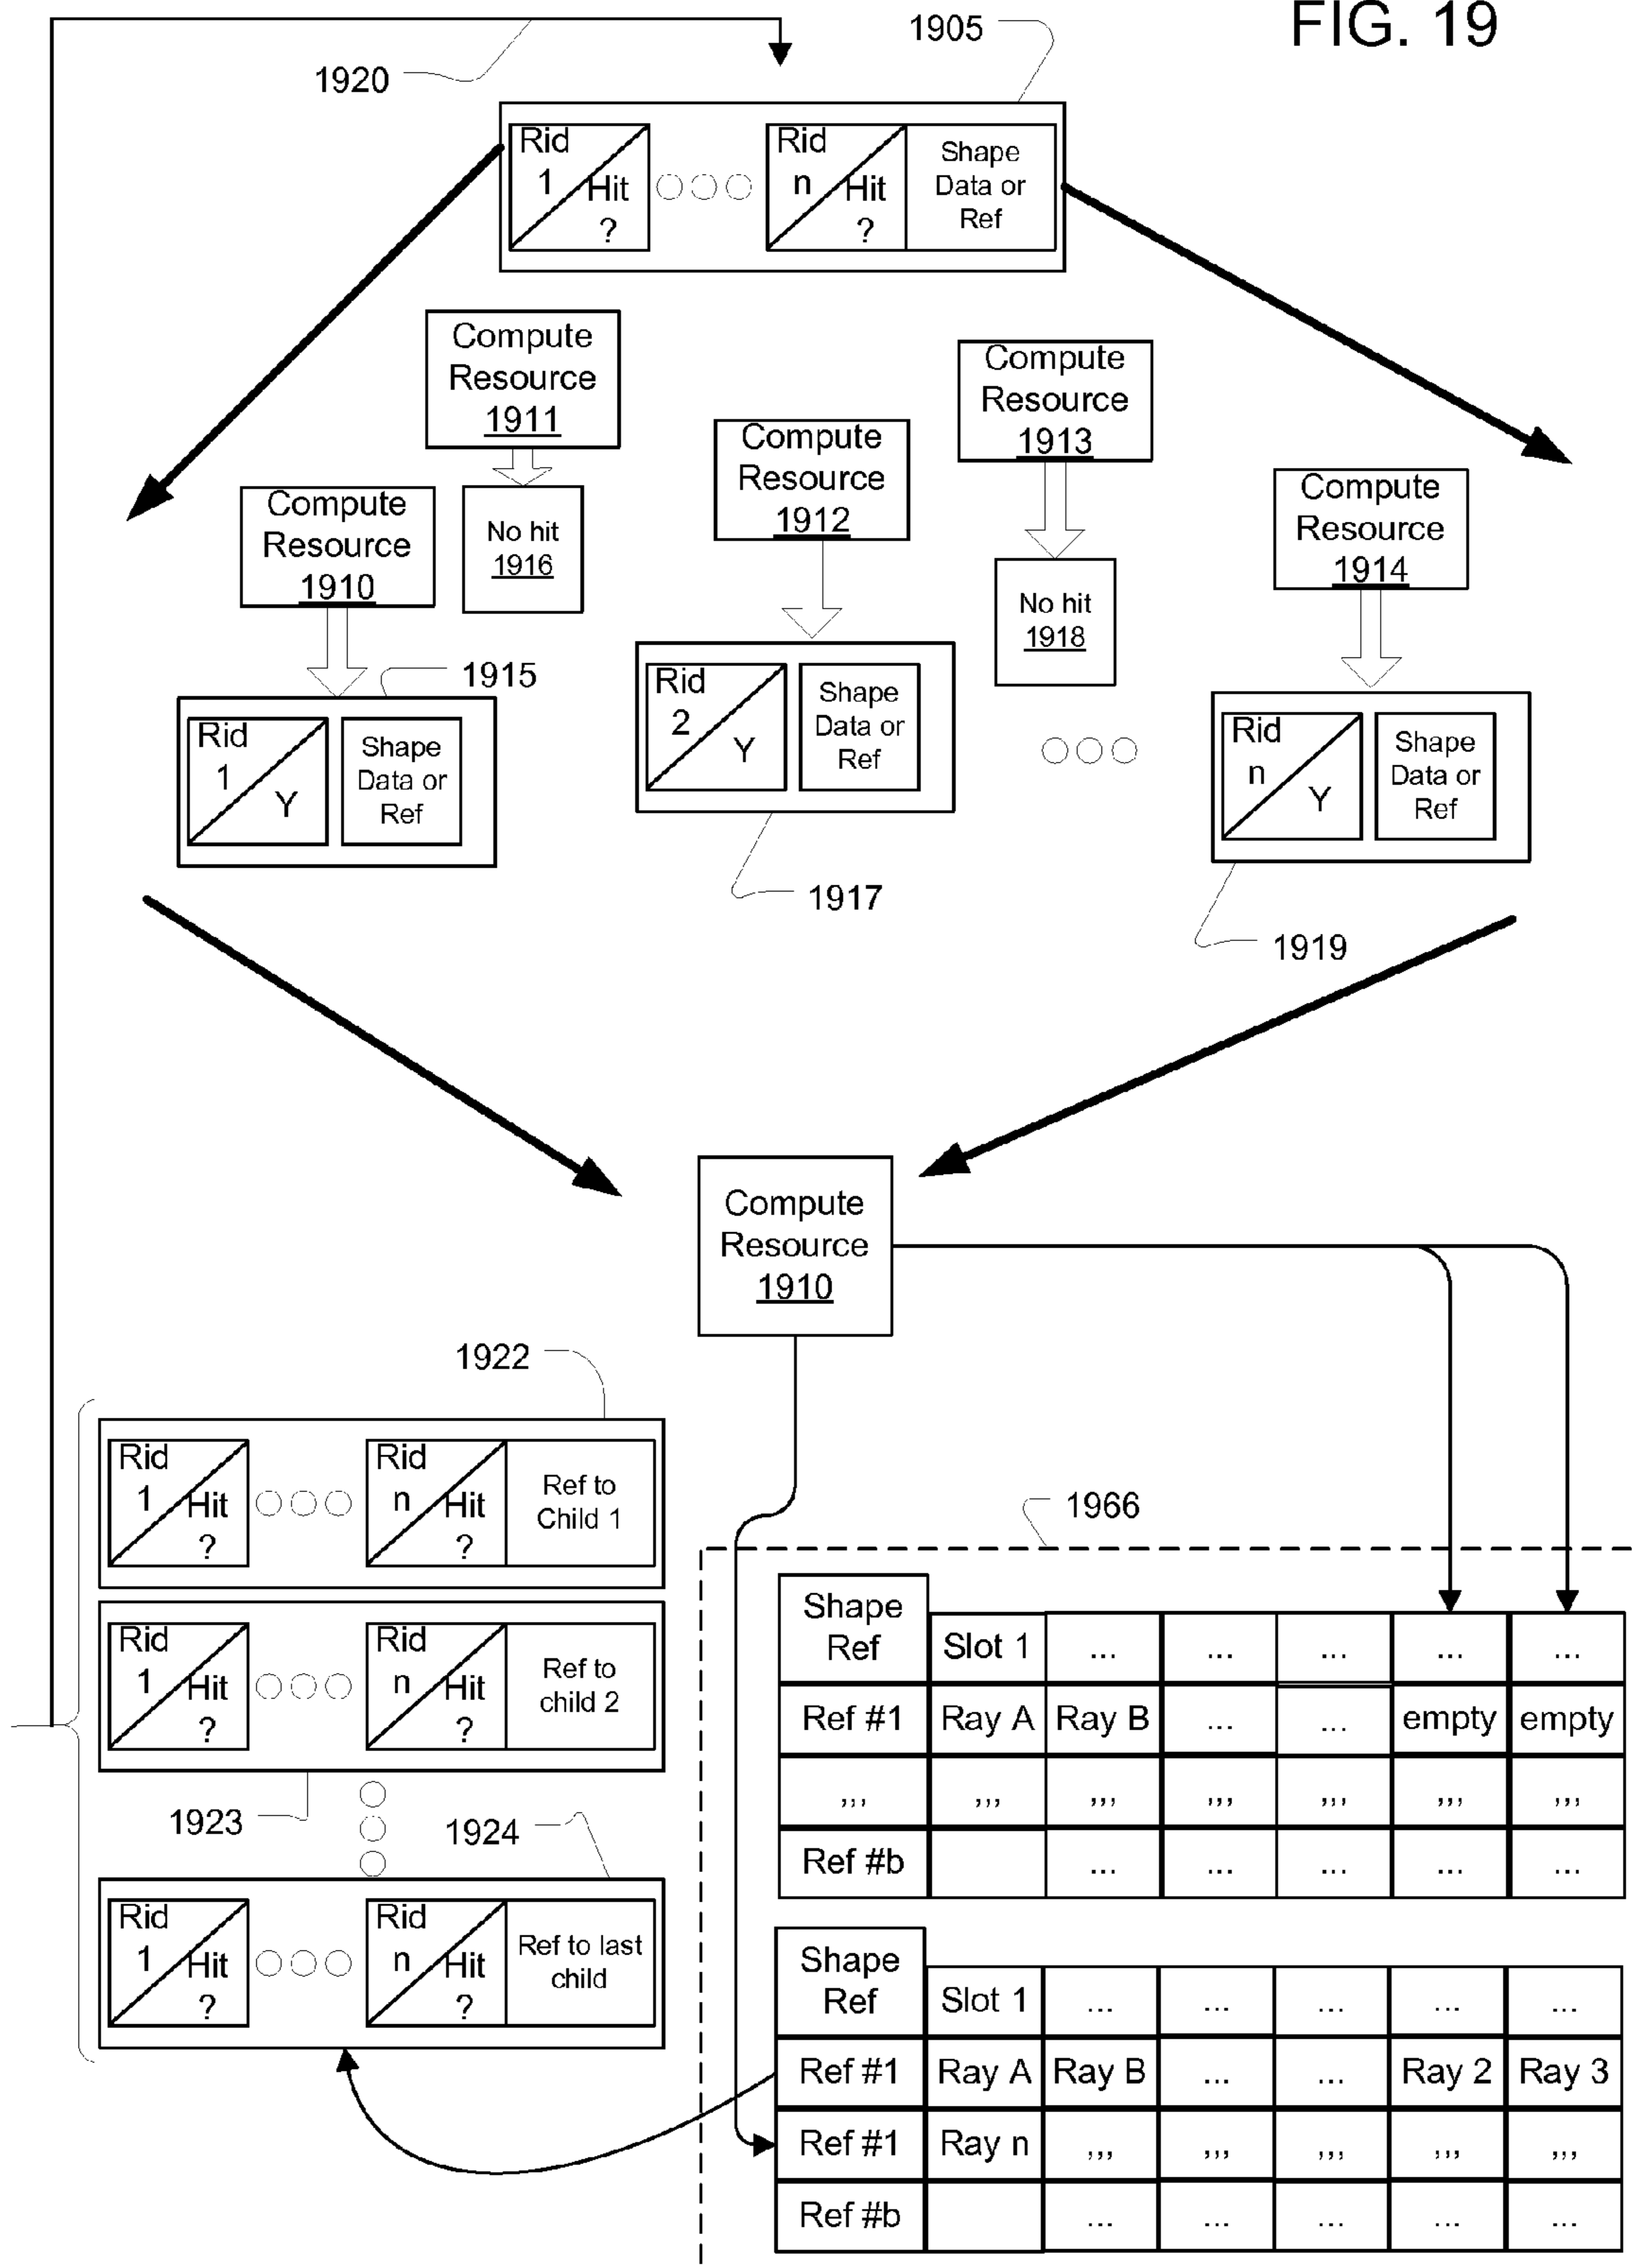 FIG. 19
1905
1920
Rid
1
Hit
?
Rid
n
Hit
?
Shape
Data or
Ref
Compute
Resource
1911
Compute
Resource
1913
Compute
Resource
1912
Compute
Resource
1914
Compute
Resource
1910
No hit
1916
No hit
1918
1915
Rid
1
Y
Shape
Data or
Ref
Rid
2
Y
Shape
Data or
Ref
Rid
n
Y
Shape
Data or
Ref
1917
1919
Compute
Resource
1910
1922
Rid
1
Hit
?
Rid
n
Hit
?
Ref to
Child 1
Rid
1
Hit
?
Rid
n
Hit
?
Ref to
child 2
1923
1924
Rid
1
Hit
?
Rid
n
Hit
?
Ref to last
child
1966
Shape
Ref
Slot 1 ... ... ... ... ...
Ref #1 Ray A Ray B ... ... empty empty
,,, ,,, ,,, ,,, ,,, ,,, ,,,
Ref #b ... ... ... ... ...
Shape
Ref
Slot 1 ... ... ... ... ...
Ref #1 Ray A Ray B ... ... Ray 2 Ray 3
Ref #1 Ray n ,,, ,,, ,,, ,,, ,,,
Ref #b ... ... ... ... ...